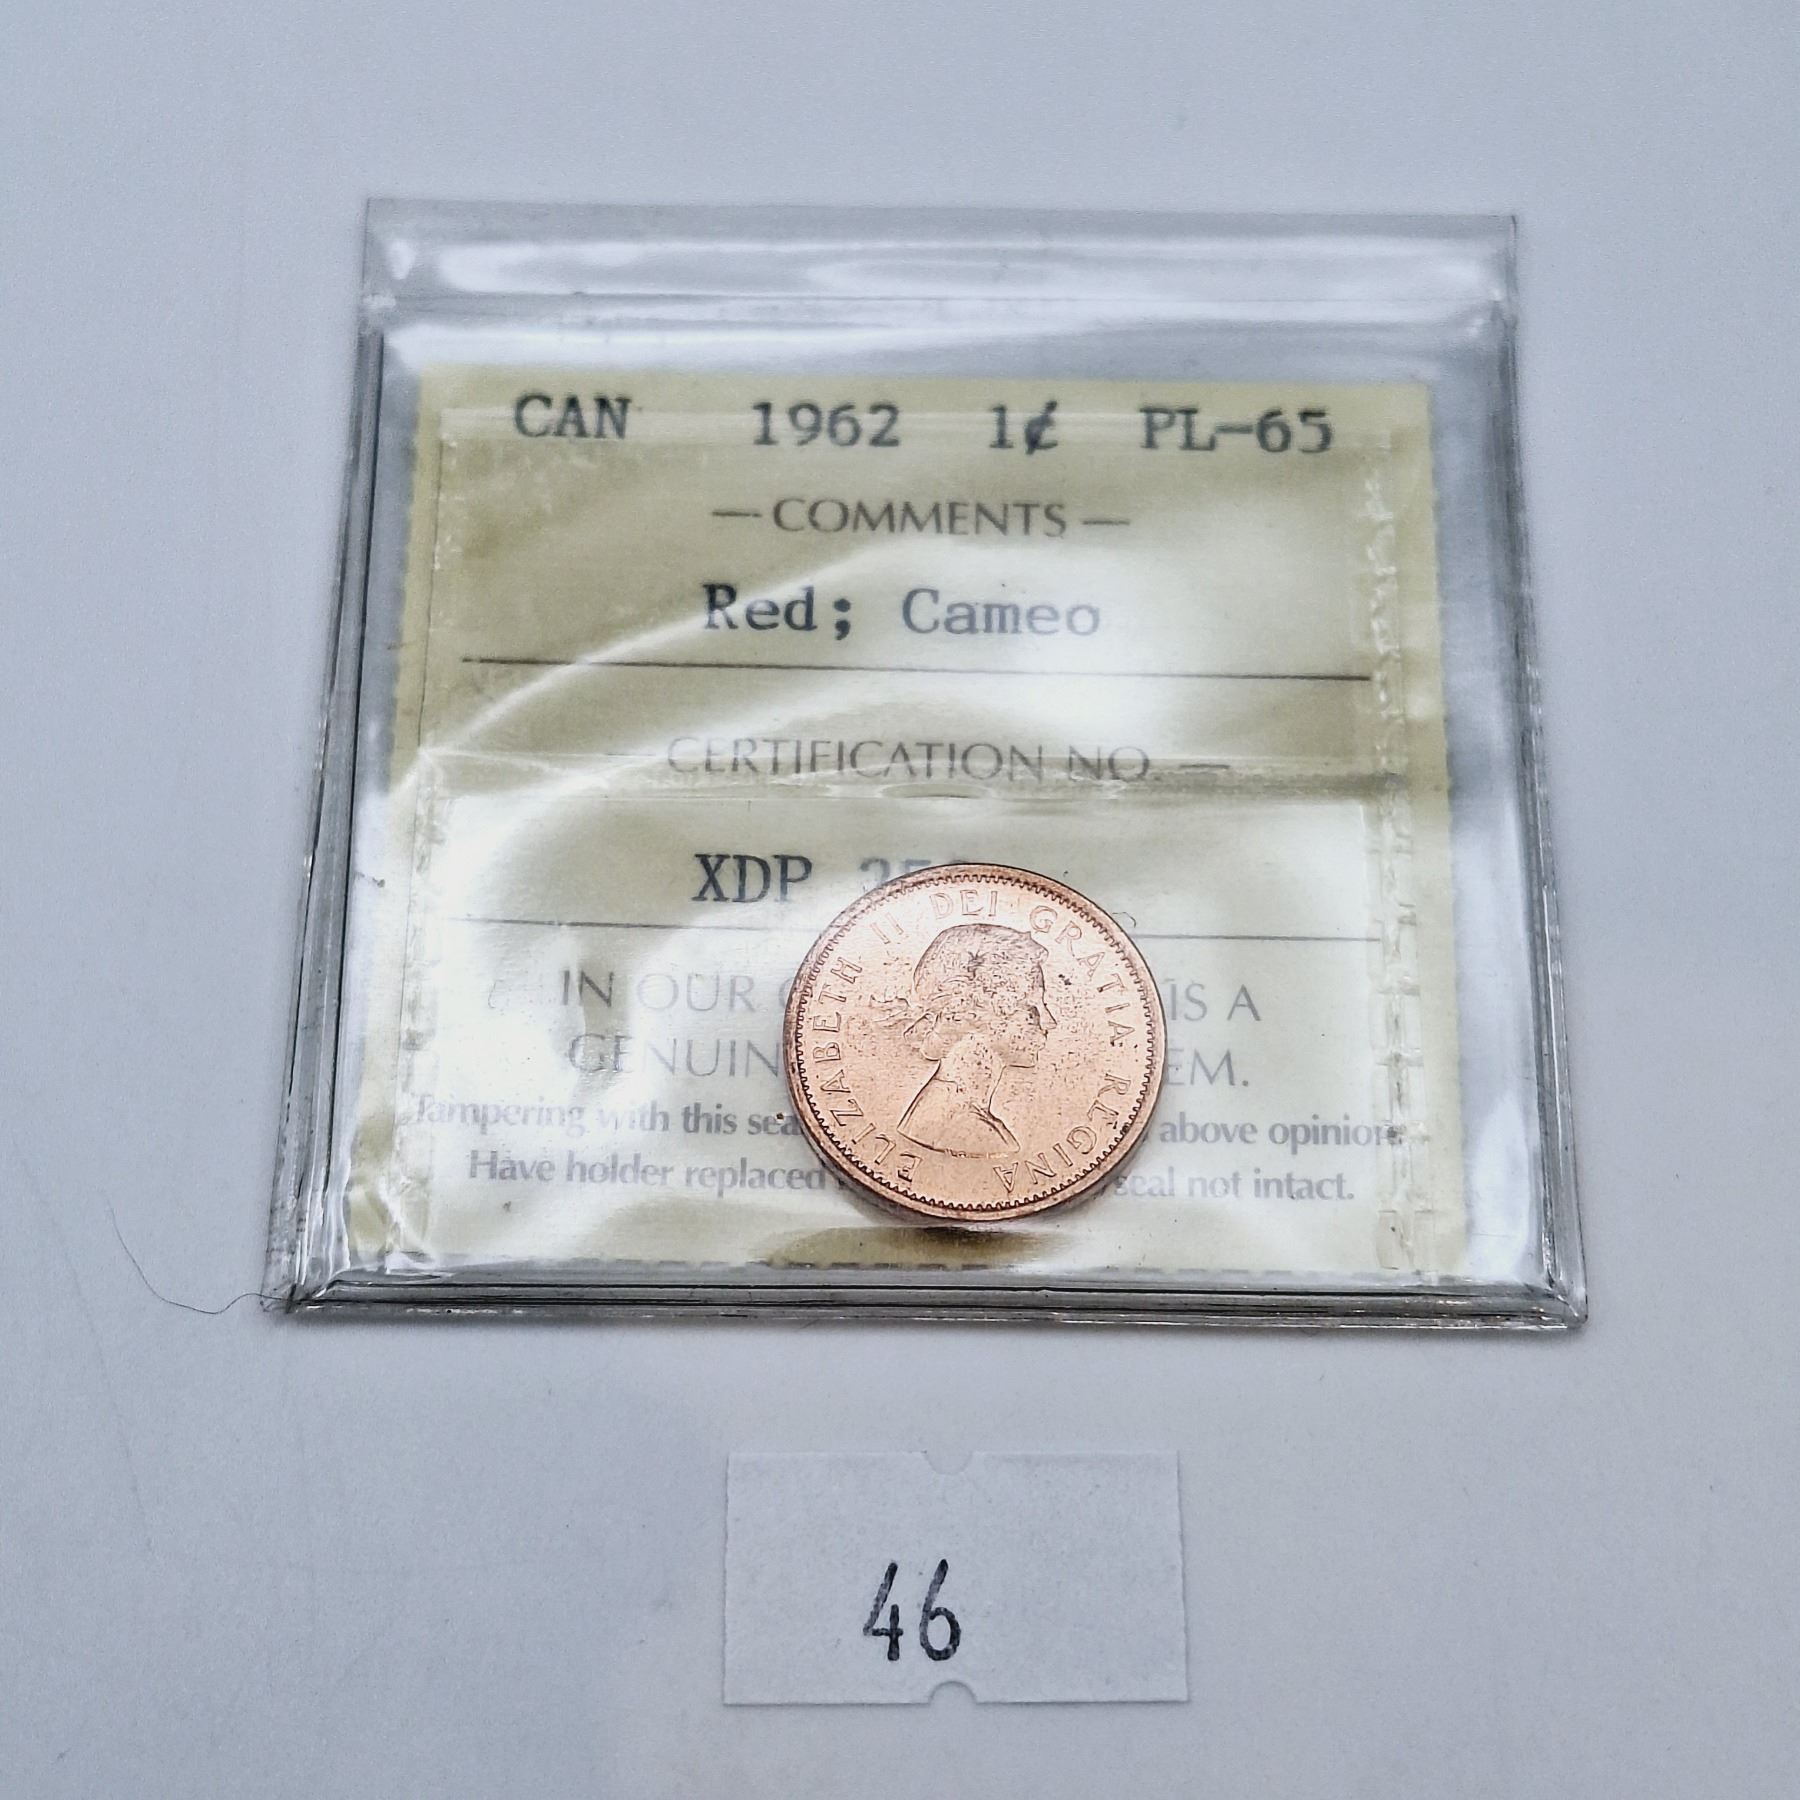 CAN 1962 1¢ PL-65
— COMMENTS —
Red; Cameo
— CERTIFICATION NO. —
XDP
IN OUR IS A
GENUIN EM.
Tampering with this sea above opinion.
Have holder replaced seal not intact.
ELIZABETH II DEI GRATIA REGINA
46